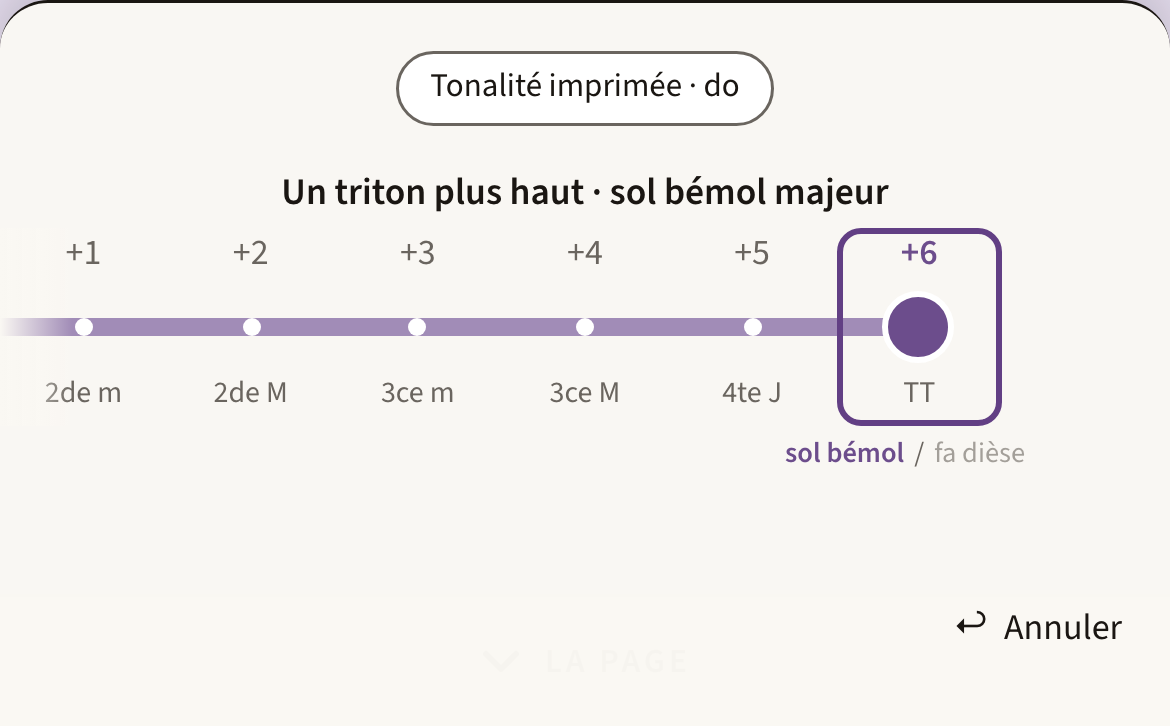 Tonalité imprimée · do
Un triton plus haut · sol bémol majeur
+1 +2 +3 +4 +5 +6
2de m 2de M 3ce m 3ce M 4te J TT
sol bémol / fa dièse
Annuler
LA PAGE